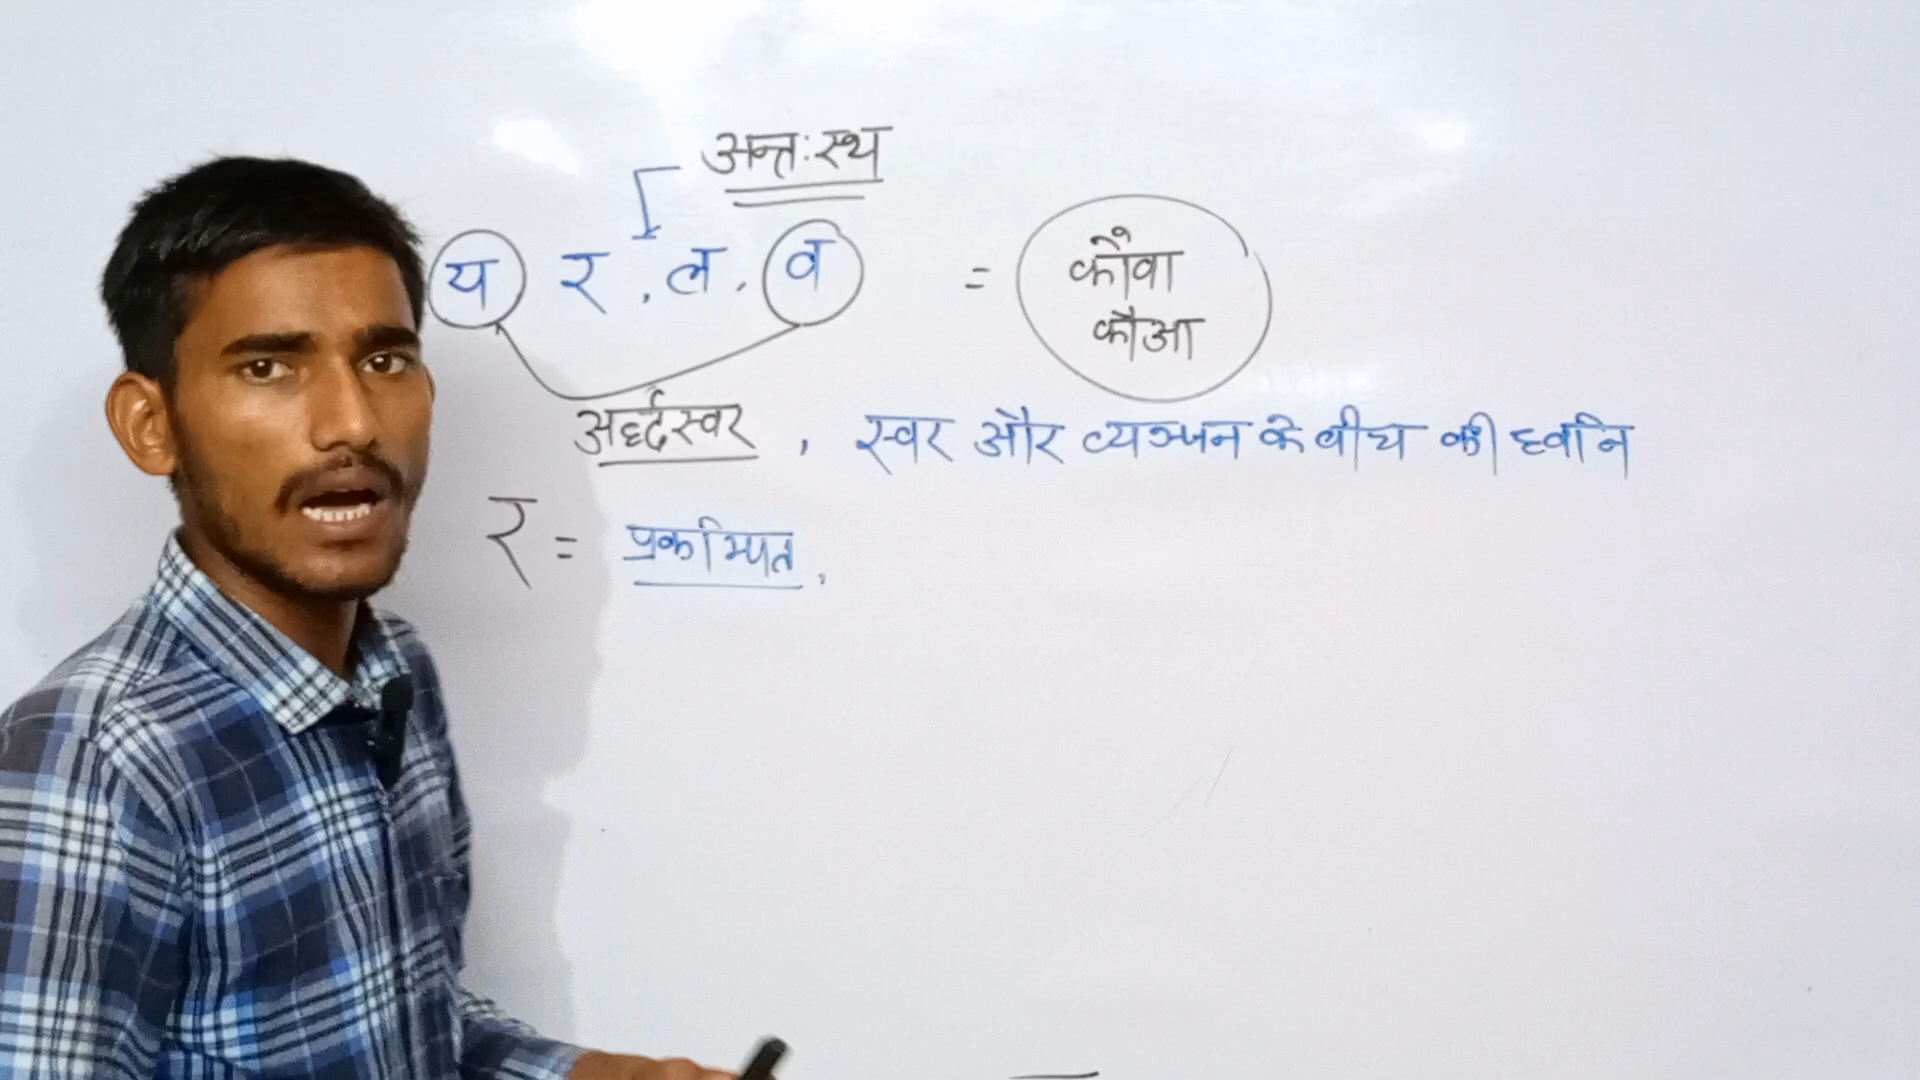 अन्तःस्थ
य र , ल , व = कौवा
कौआ
अर्द्धस्वर , स्वर और व्यञ्जन के बीच की ध्वनि
र = प्रकम्पित ,